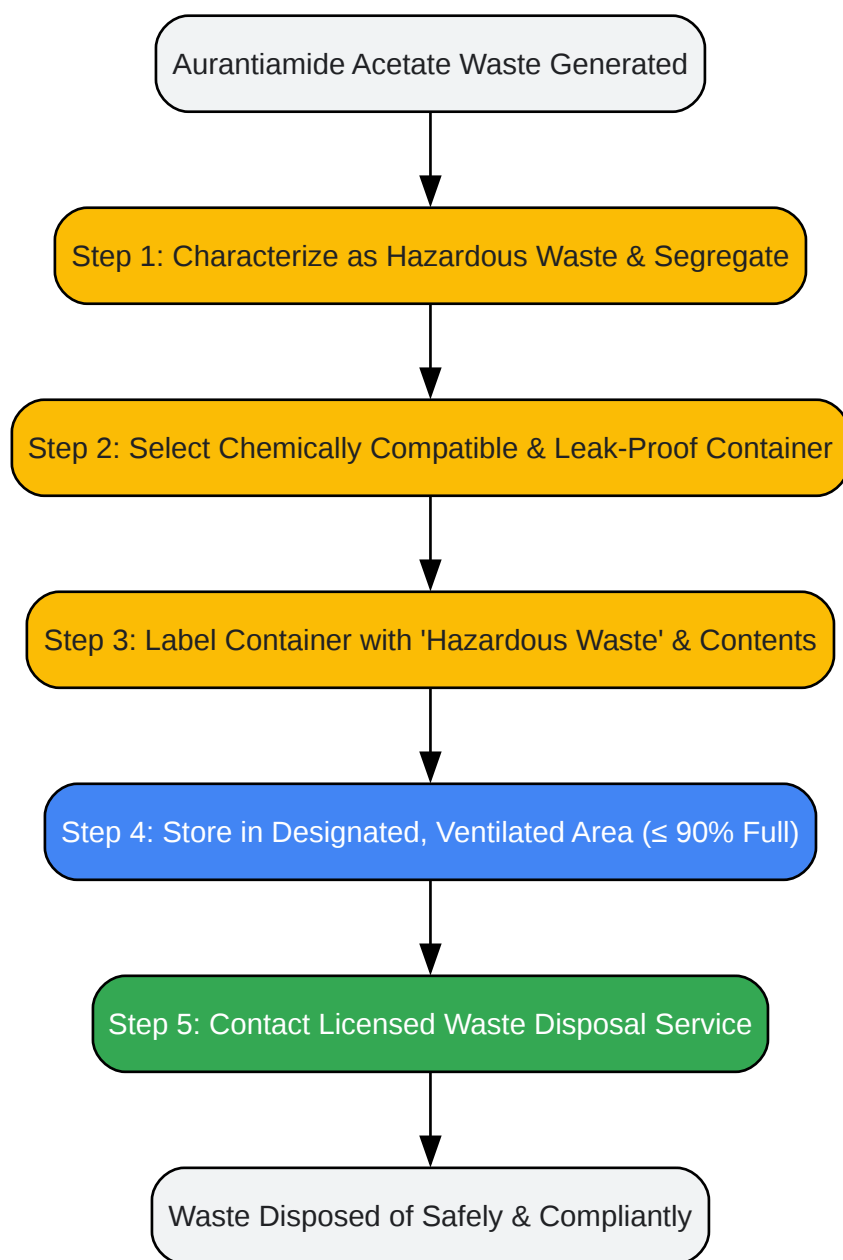 Aurantiamide Acetate Waste Generated
Step 1: Characterize as Hazardous Waste & Segregate
Step 2: Select Chemically Compatible & Leak-Proof Container
Step 3: Label Container with 'Hazardous Waste' & Contents
Step 4: Store in Designated, Ventilated Area (≤ 90% Full)
Step 5: Contact Licensed Waste Disposal Service
Waste Disposed of Safely & Compliantly